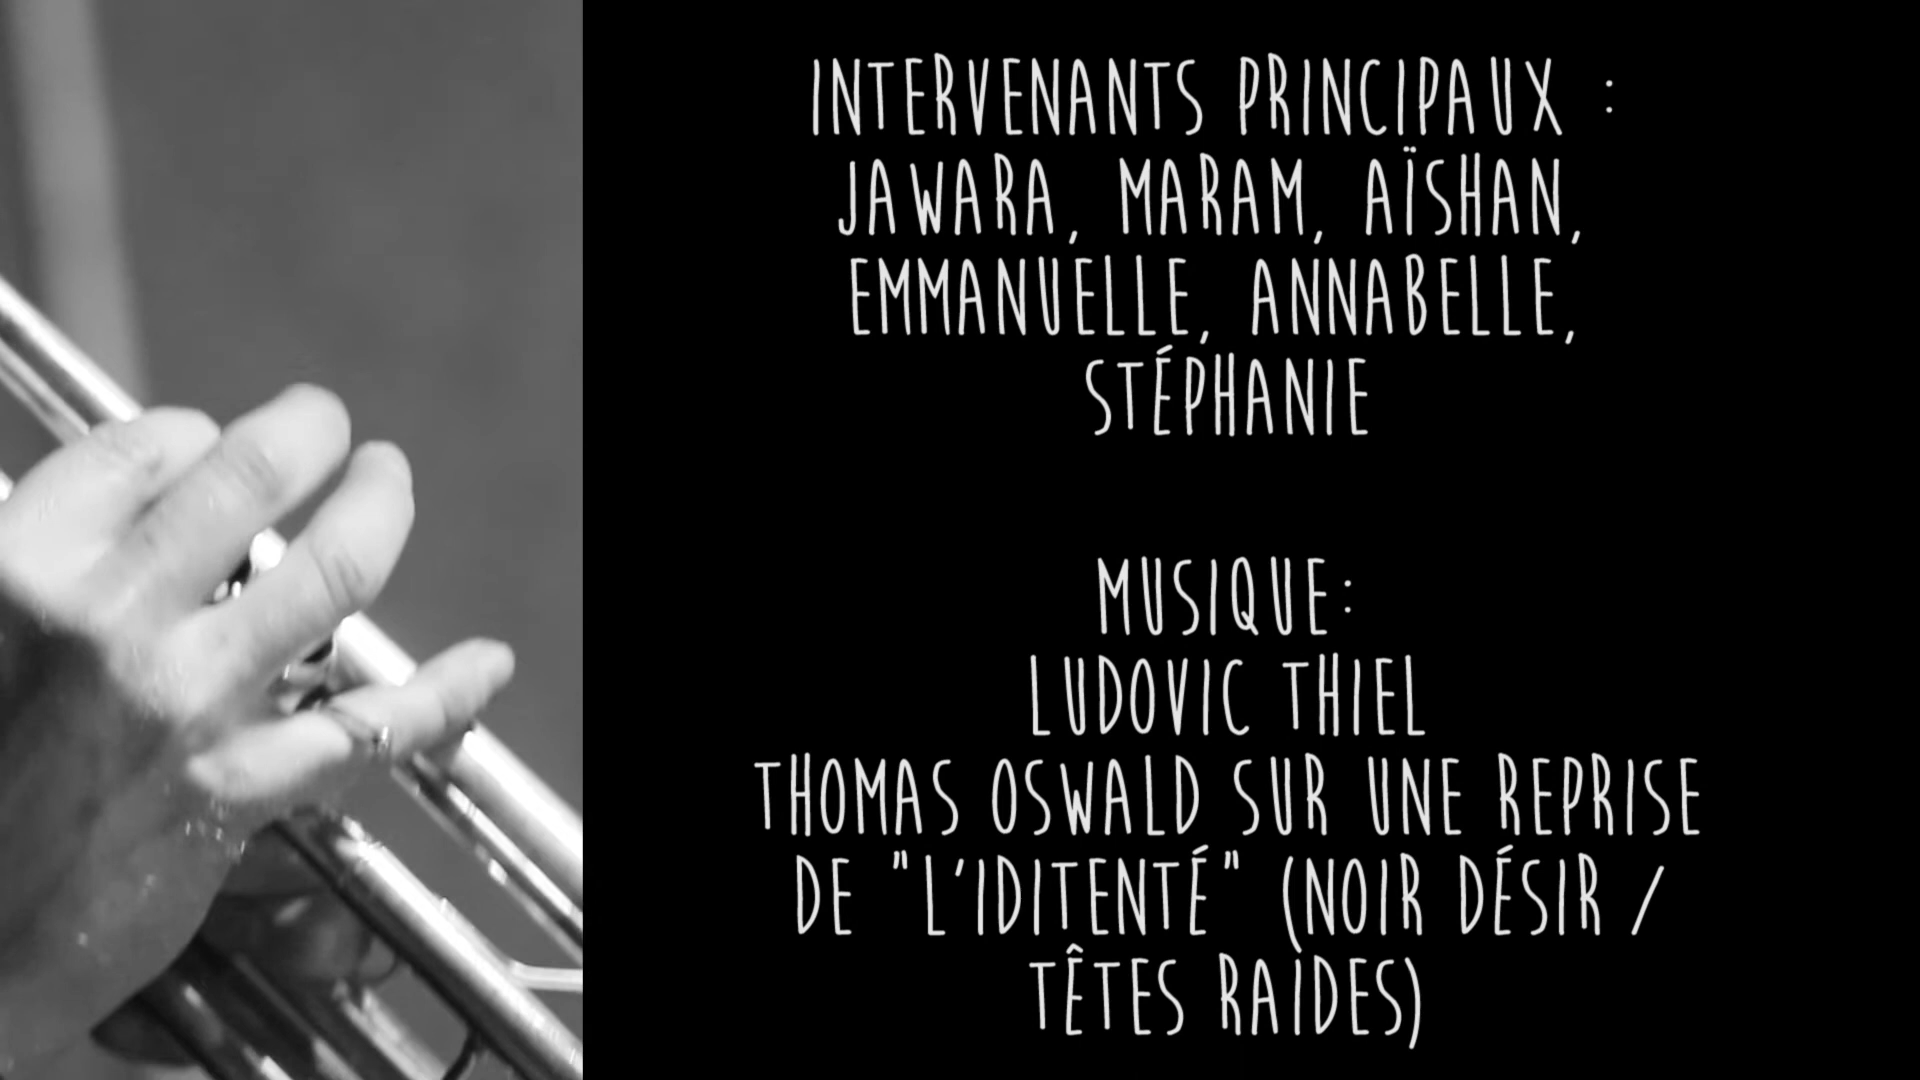 INTERVENANTS PRINCIPAUX :
JAWARA, MARAM, AÏSHAN,
EMMANUELLE, ANNABELLE,
STÉPHANIE
MUSIQUE:
LUDOVIC THIEL
THOMAS OSWALD SUR UNE REPRISE
DE "L'IDITENTÉ" (NOIR DÉSIR /
TÊTES RAIDES)